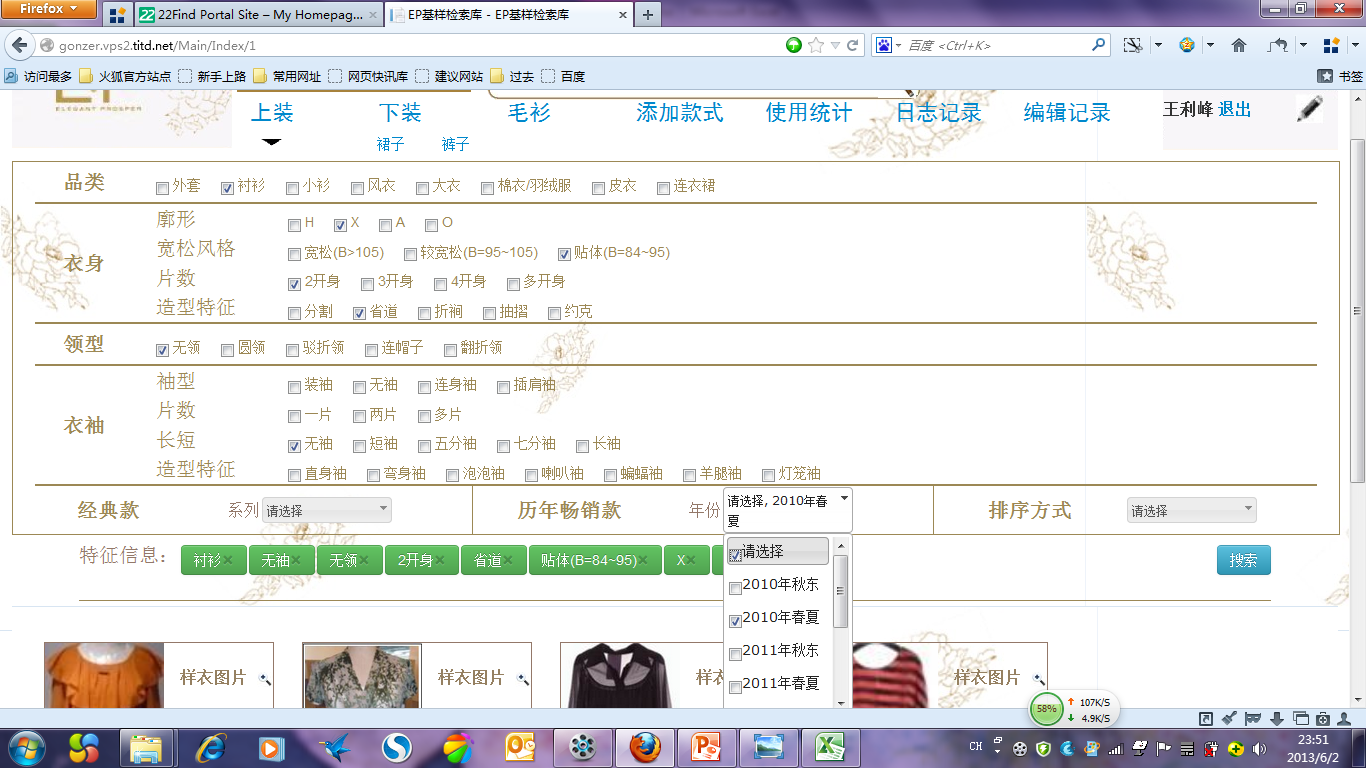 Firefox
22Find Portal Site – My Homepag...
EP基样检索库 - EP基样检索库
gonzer.vps2.titd.net/Main/Index/1
百度 <Ctrl+K>
访问最多 火狐官方站点 新手上路 常用网址 网页快讯库 建议网站 过去 百度 书签
ELEGANT PROSPER
上装 下装 毛衫 添加款式 使用统计 日志记录 编辑记录 王利峰 退出
裙子 裤子
品类 外套 衬衫 小衫 风衣 大衣 棉衣/羽绒服 皮衣 连衣裙
衣身
廓形 H X A O
宽松风格 宽松(B>105) 较宽松(B=95~105) 贴体(B=84~95)
片数 2开身 3开身 4开身 多开身
造型特征 分割 省道 折裥 抽摺 约克
领型 无领 圆领 驳折领 连帽子 翻折领
衣袖
袖型 装袖 无袖 连身袖 插肩袖
片数 一片 两片 多片
长短 无袖 短袖 五分袖 七分袖 长袖
造型特征 直身袖 弯身袖 泡泡袖 喇叭袖 蝙蝠袖 羊腿袖 灯笼袖
经典款 系列 请选择 历年畅销款 年份 请选择, 2010年春
夏
排序方式 请选择
特征信息: 衬衫× 无袖× 无领× 2开身× 省道× 贴体(B=84~95)× X× 搜索
请选择
2010年秋东
2010年春夏
2011年秋东
2011年春夏
样衣图片 样衣图片 样衣 样衣图片
58% 107K/S
4.9K/S
CH 23:51
2013/6/2